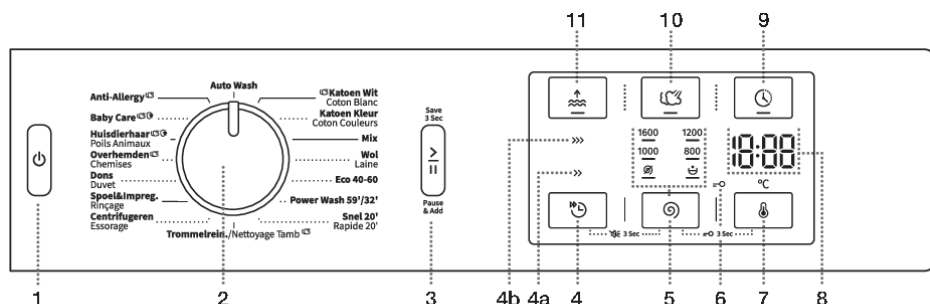 11
10
9
Auto Wash
Anti-Allergy
Baby Care
Huisdierhaar
Poils Animaux
Overhemden
Chemises
Dons
Duvet
Spoel&Impreg.
Rinçage
Centrifugeren
Essorage
Trommelrein./Nettoyage Tamb
Katoen Wit
Coton Blanc
Katoen Kleur
Coton Couleurs
Mix
Wol
Laine
Eco 40-60
Power Wash 59'/32'
Snel 20'
Rapide 20'
Save
3 Sec
Pause
& Add
1600 1200
1000 800
18:88
°C
3 Sec
3 Sec
1 2 3 4b 4a 4 5 6 7 8